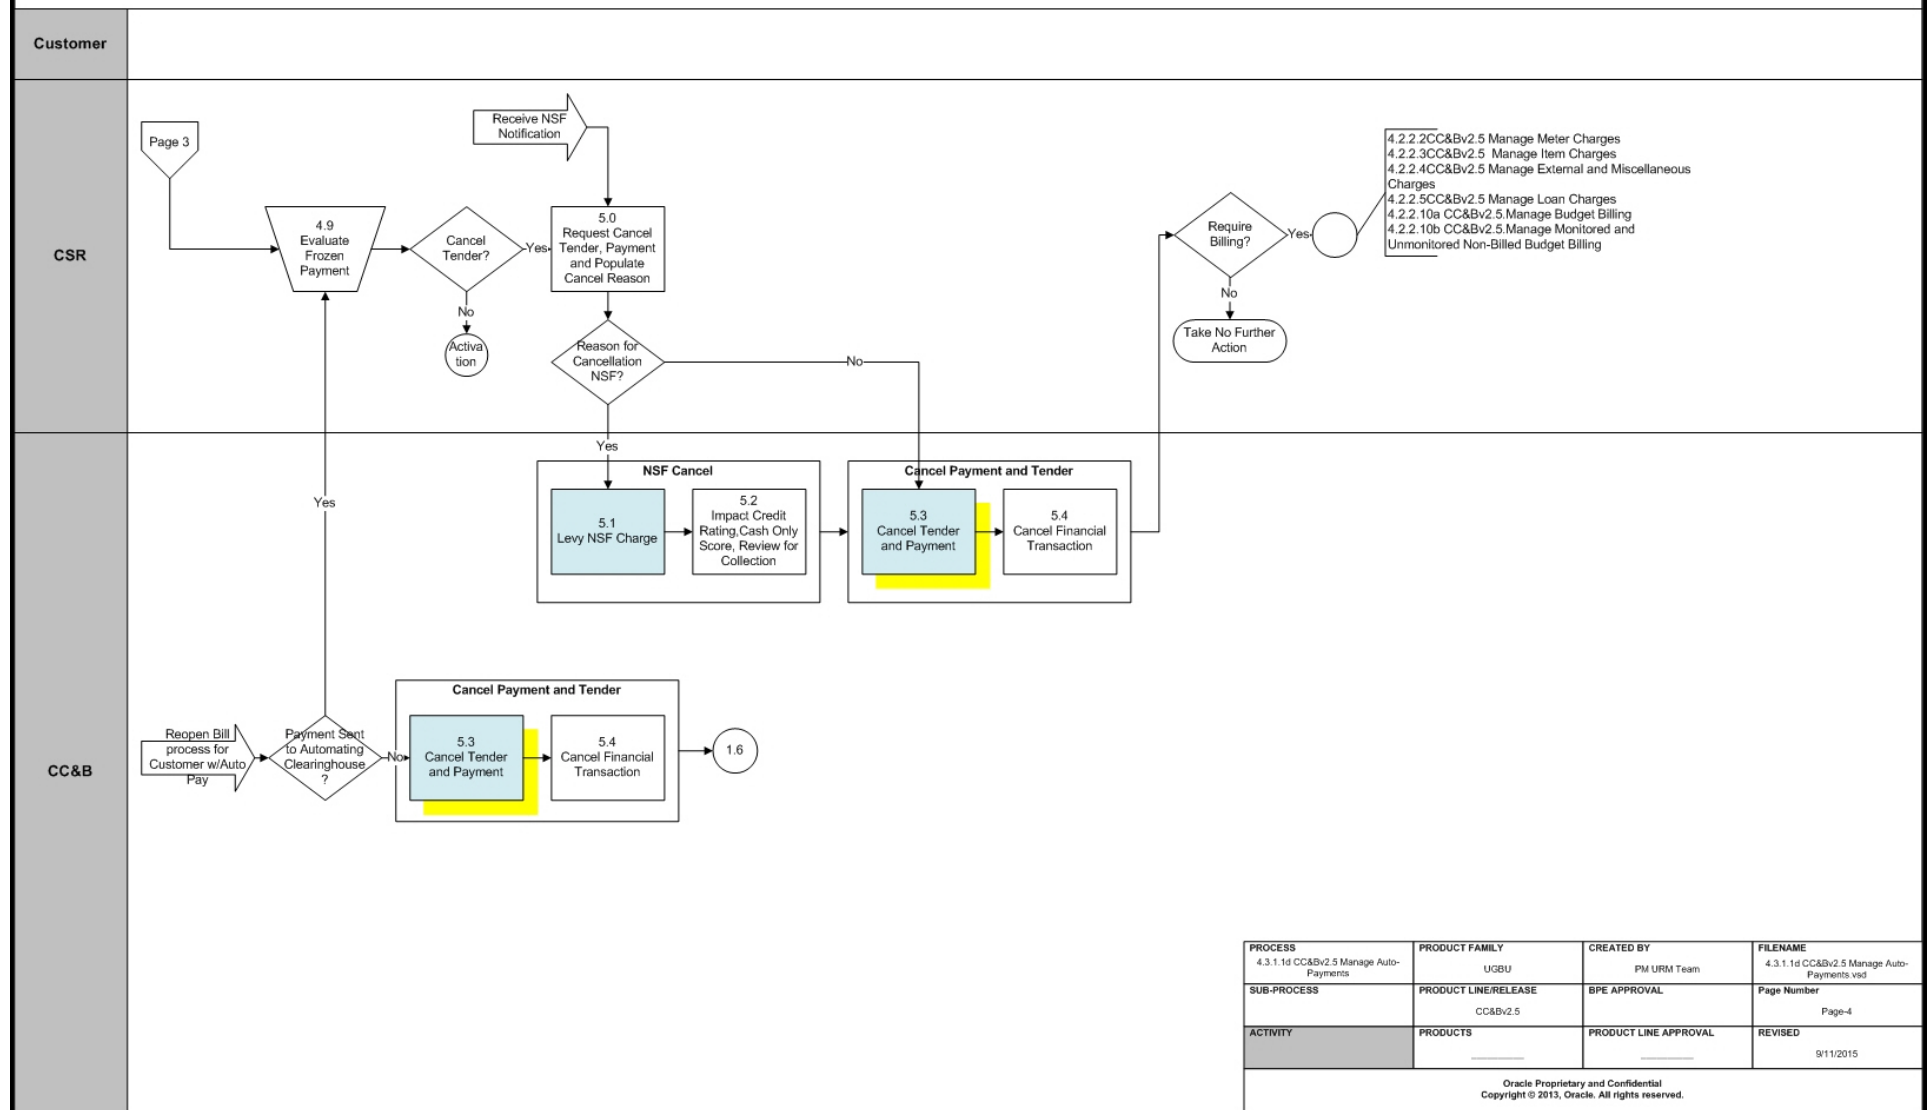 Customer
CSR
Page 3
Receive NSF
Notification
4.9
Evaluate
Frozen
Payment
Cancel
Tender?
Yes
No
Activa
tion
5.0
Request Cancel
Tender, Payment
and Populate
Cancel Reason
Reason for
Cancellation
NSF?
No
Yes
Require
Billing?
Yes
No
Take No Further
Action
4.2.2.2CC&Bv2.5 Manage Meter Charges
4.2.2.3CC&Bv2.5 Manage Item Charges
4.2.2.4CC&Bv2.5 Manage External and Miscellaneous
Charges
4.2.2.5CC&Bv2.5 Manage Loan Charges
4.2.2.10a CC&Bv2.5.Manage Budget Billing
4.2.2.10b CC&Bv2.5.Manage Monitored and
Unmonitored Non-Billed Budget Billing
CC&B
Yes
NSF Cancel
5.1
Levy NSF Charge
5.2
Impact Credit
Rating,Cash Only
Score, Review for
Collection
Cancel Payment and Tender
5.3
Cancel Tender
and Payment
5.4
Cancel Financial
Transaction
Reopen Bill
process for
Customer w/Auto
Pay
Payment Sent
to Automating
Clearinghouse
?
No
Cancel Payment and Tender
5.3
Cancel Tender
and Payment
5.4
Cancel Financial
Transaction
1.6
PROCESS
4.3.1.1d CC&Bv2.5 Manage Auto-
Payments
PRODUCT FAMILY
UGBU
CREATED BY
PM URM Team
FILENAME
4.3.1.1d CC&Bv2.5 Manage Auto-
Payments.vsd
SUB-PROCESS
PRODUCT LINE/RELEASE
CC&Bv2.5
BPE APPROVAL
Page Number
Page-4
ACTIVITY
PRODUCTS
PRODUCT LINE APPROVAL
REVISED
9/11/2015
Oracle Proprietary and Confidential
Copyright © 2013, Oracle. All rights reserved.